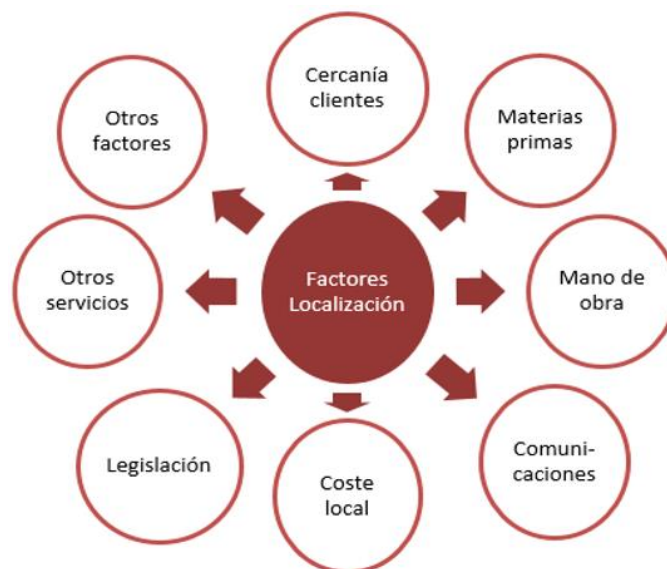 Cercanía
clientes
Materias
primas
Mano de
obra
Comuni-
caciones
Coste
local
Legislación
Otros
servicios
Otros
factores
Factores
Localización